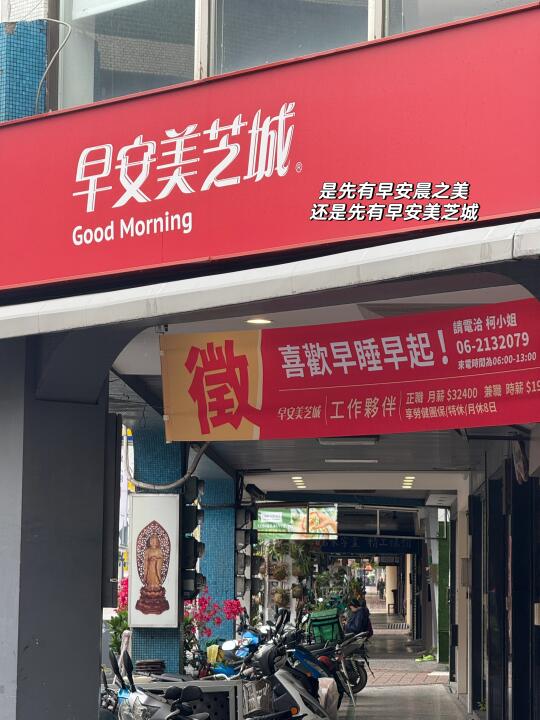 早安美芝城®
Good Morning
是先有早安晨之美
还是先有早安美芝城
徵
喜歡早睡早起！
請電洽 柯小姐
06-2132079
來電時間為06:00-13:00
早安美芝城
工作夥伴
正職 月薪 $32400 兼職 時薪 $19
享勞健團保/特休/月休8日